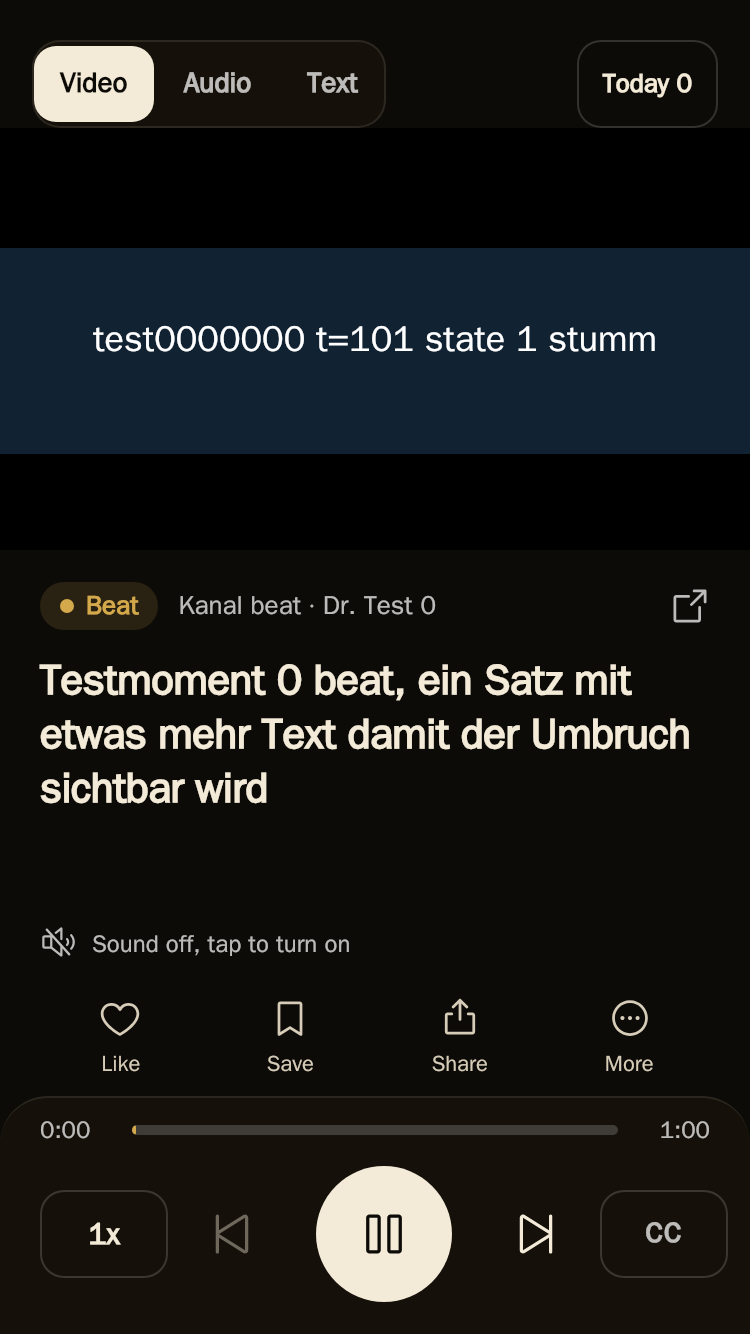 Video Audio Text Today 0
test0000000 t=101 state 1 stumm
Beat Kanal beat · Dr. Test 0
Testmoment 0 beat, ein Satz mit
etwas mehr Text damit der Umbruch
sichtbar wird
Sound off, tap to turn on
Like Save Share More
0:00 1:00
1x CC